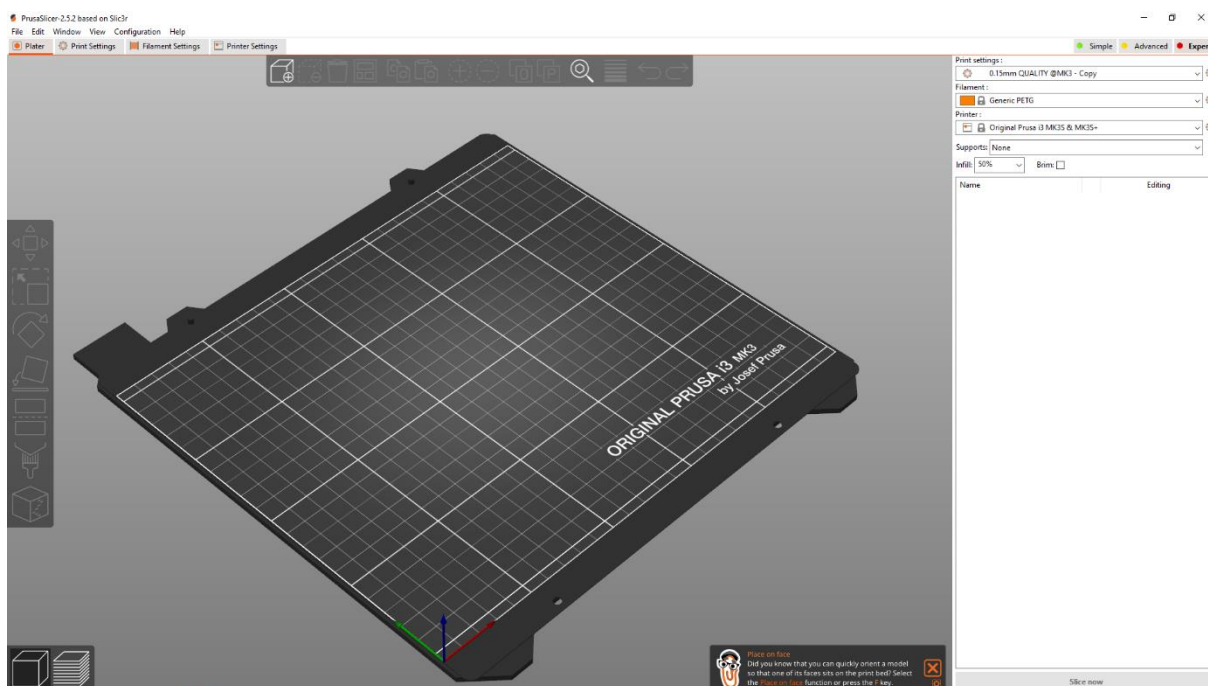 PrusaSlicer-2.5.2 based on Slic3r
File Edit Window View Configuration Help
Plater Print Settings Filament Settings Printer Settings Simple Advanced Exper
Print settings :
0.15mm QUALITY @MK3 - Copy
Filament :
Generic PETG
Printer :
Original Prusa i3 MK3S & MK3S+
Supports: None
Infill: 50% Brim:
Name Editing
ORIGINAL PRUSA i3 MK3
by Josef Prusa
Place on face
Did you know that you can quickly orient a model
so that one of its faces sits on the print bed? Select
the Place on face function or press the F key.
Slice now